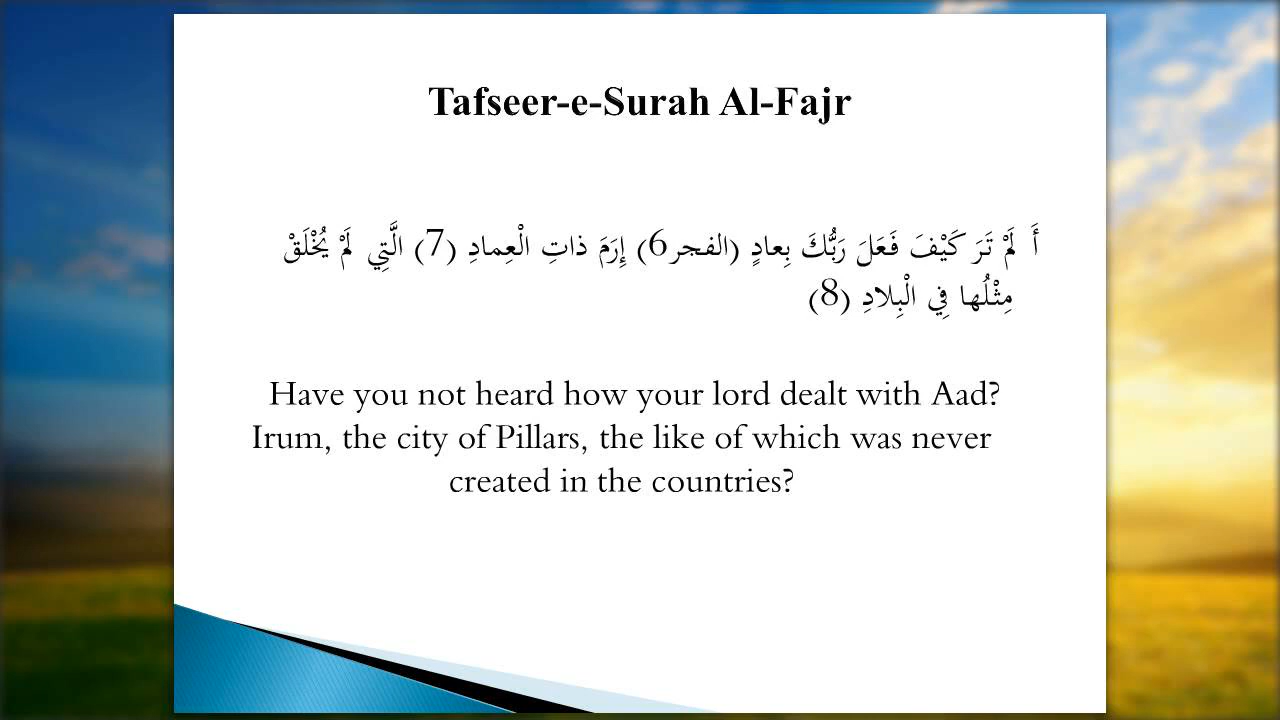 Tafseer-e-Surah Al-Fajr
أَ لَمْ تَرَ كَيْفَ فَعَلَ رَبُّكَ بِعادٍ (الفجر6) إِرَمَ ذاتِ الْعِمادِ (7) الَّتِي لَمْ يُخْلَقْ
مِثْلُها فِي الْبِلادِ (8)
Have you not heard how your lord dealt with Aad?
Irum, the city of Pillars, the like of which was never
created in the countries?